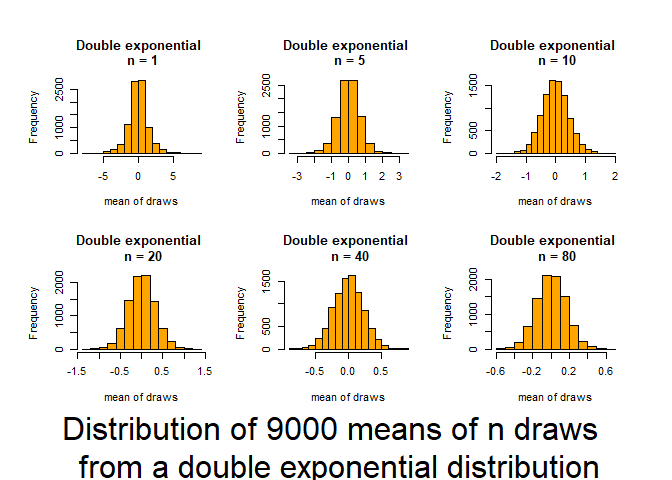 Double exponential
n = 1
Frequency
0
1000
2500
-5
0
5
mean of draws
Double exponential
n = 5
Frequency
0
1000
2500
-3
-1
0
1
2
3
mean of draws
Double exponential
n = 10
Frequency
0
500
1500
-2
-1
0
1
2
mean of draws
Double exponential
n = 20
Frequency
0
1000
2000
-1.5
-0.5
0.5
1.5
mean of draws
Double exponential
n = 40
Frequency
0
500
1500
-0.5
0.0
0.5
mean of draws
Double exponential
n = 80
Frequency
0
1000
2000
-0.6
-0.2
0.2
0.6
mean of draws
Distribution of 9000 means of n draws
from a double exponential distribution